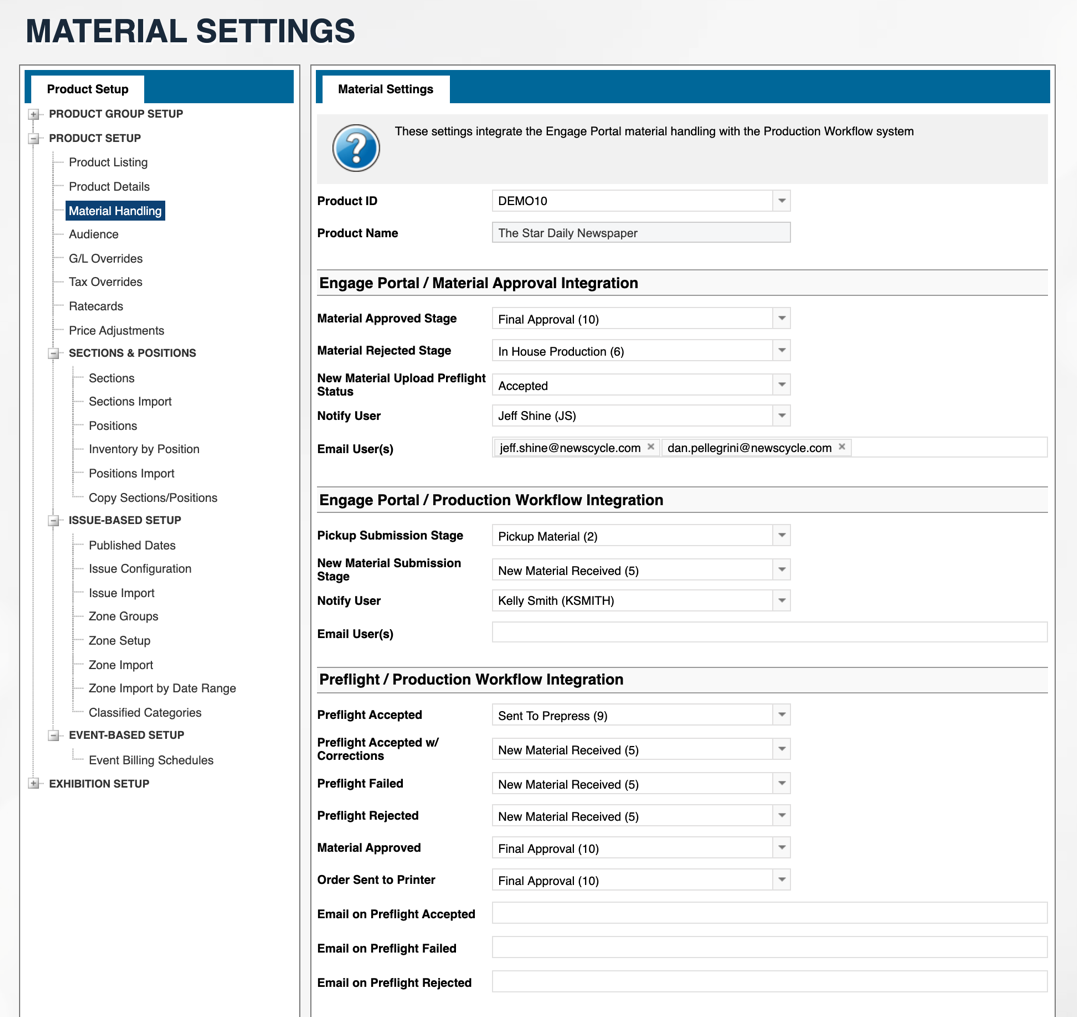 MATERIAL SETTINGS
Product Setup
PRODUCT GROUP SETUP
PRODUCT SETUP
Product Listing
Product Details
Material Handling
Audience
G/L Overrides
Tax Overrides
Ratecards
Price Adjustments
SECTIONS & POSITIONS
Sections
Sections Import
Positions
Inventory by Position
Positions Import
Copy Sections/Positions
ISSUE-BASED SETUP
Published Dates
Issue Configuration
Issue Import
Zone Groups
Zone Setup
Zone Import
Zone Import by Date Range
Classified Categories
EVENT-BASED SETUP
Event Billing Schedules
EXHIBITION SETUP
Material Settings
?
These settings integrate the Engage Portal material handling with the Production Workflow system
Product ID DEMO10
Product Name The Star Daily Newspaper
Engage Portal / Material Approval Integration
Material Approved Stage Final Approval (10)
Material Rejected Stage In House Production (6)
New Material Upload Preflight
Status Accepted
Notify User Jeff Shine (JS)
Email User(s) jeff.shine@newscycle.com × dan.pellegrini@newscycle.com ×
Engage Portal / Production Workflow Integration
Pickup Submission Stage Pickup Material (2)
New Material Submission
Stage New Material Received (5)
Notify User Kelly Smith (KSMITH)
Email User(s)
Preflight / Production Workflow Integration
Preflight Accepted Sent To Prepress (9)
Preflight Accepted w/
Corrections New Material Received (5)
Preflight Failed New Material Received (5)
Preflight Rejected New Material Received (5)
Material Approved Final Approval (10)
Order Sent to Printer Final Approval (10)
Email on Preflight Accepted
Email on Preflight Failed
Email on Preflight Rejected